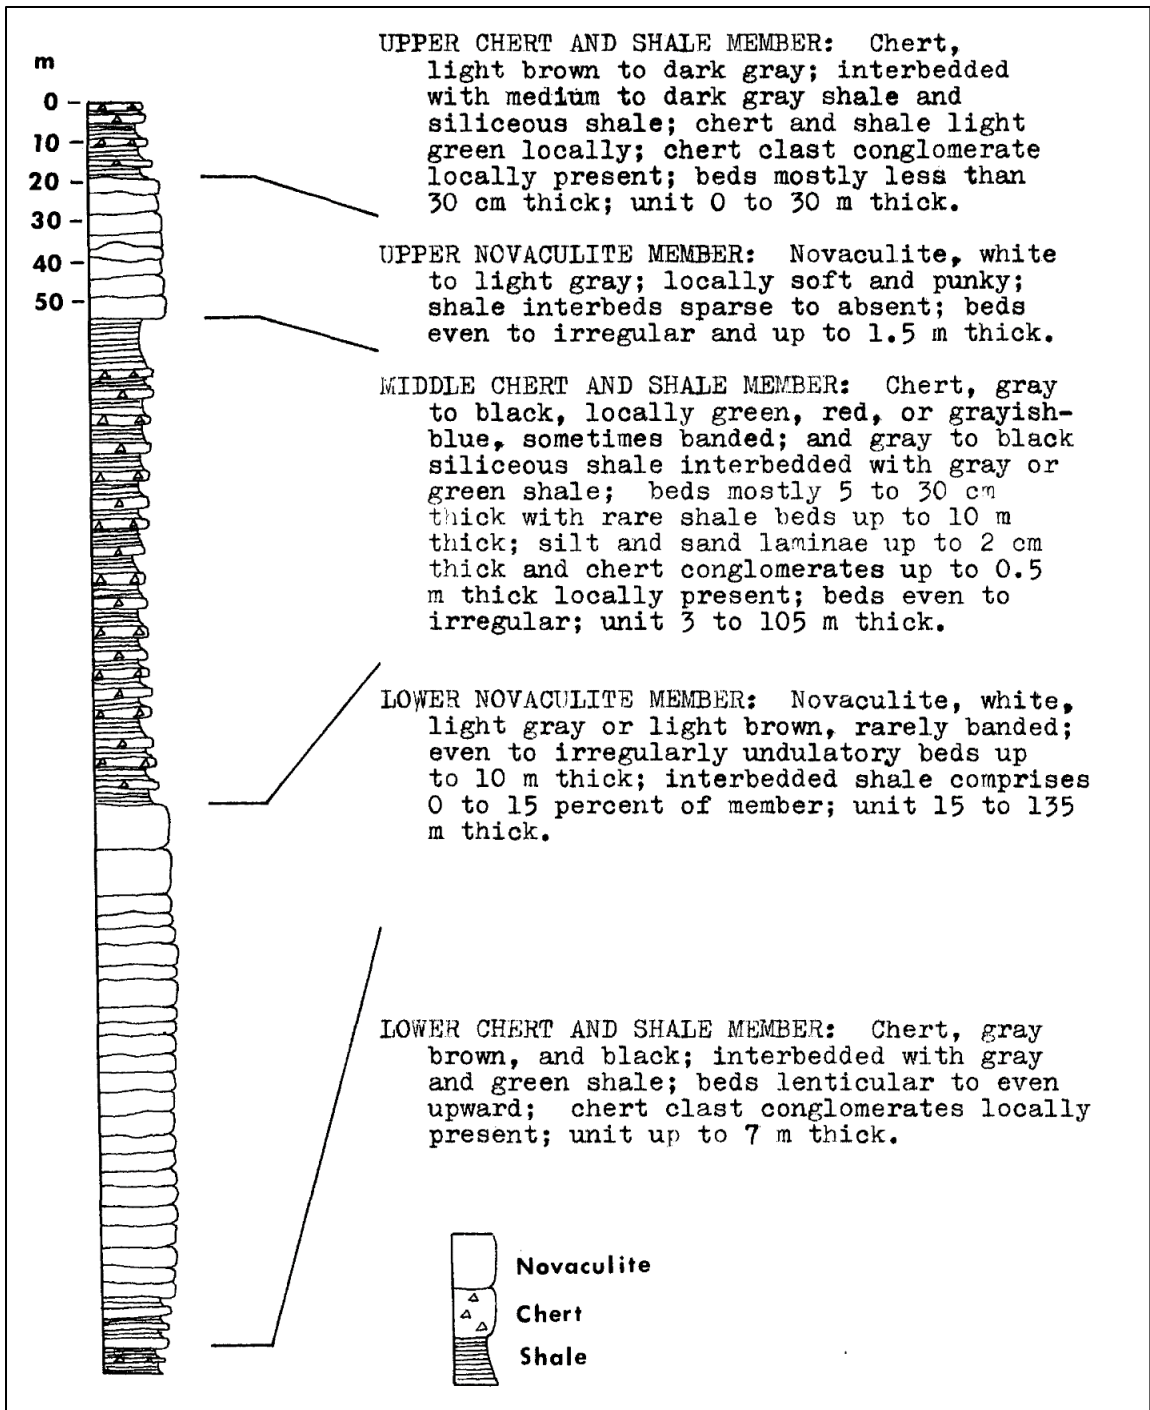 m
0
10
20
30
40
50
UPPER CHERT AND SHALE MEMBER: Chert,
light brown to dark gray; interbedded
with medium to dark gray shale and
siliceous shale; chert and shale light
green locally; chert clast conglomerate
locally present; beds mostly less than
30 cm thick; unit 0 to 30 m thick.
UPPER NOVACULITE MEMBER: Novaculite, white
to light gray; locally soft and punky;
shale interbeds sparse to absent; beds
even to irregular and up to 1.5 m thick.
MIDDLE CHERT AND SHALE MEMBER: Chert, gray
to black, locally green, red, or grayish-
blue, sometimes banded; and gray to black
siliceous shale interbedded with gray or
green shale; beds mostly 5 to 30 cm
thick with rare shale beds up to 10 m
thick; silt and sand laminae up to 2 cm
thick and chert conglomerates up to 0.5
m thick locally present; beds even to
irregular; unit 3 to 105 m thick.
LOWER NOVACULITE MEMBER: Novaculite, white,
light gray or light brown, rarely banded;
even to irregularly undulatory beds up
to 10 m thick; interbedded shale comprises
0 to 15 percent of member; unit 15 to 135
m thick.
LOWER CHERT AND SHALE MEMBER: Chert, gray
brown, and black; interbedded with gray
and green shale; beds lenticular to even
upward; chert clast conglomerates locally
present; unit up to 7 m thick.
Novaculite
Chert
Shale